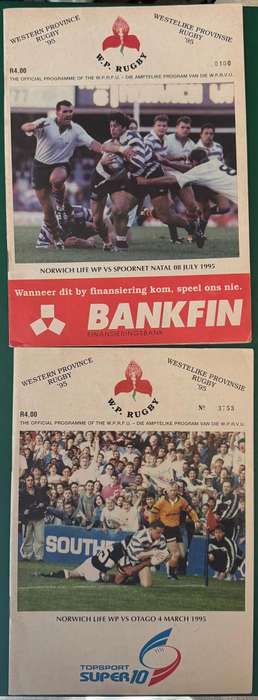 WESTERN PROVINCE
RUGBY
'95
WESTELIKE PROVINSIE
RUGBY
'95
W.P. RUGBY
R4.00
0100
THE OFFICIAL PROGRAMME OF THE W.P.R.F.U. – DIE AMPTELIKE PROGRAM VAN DIE W.P.R.V.U.
NORWICH LIFE WP VS SPOORNET NATAL 08 JULY 1995
Wanneer dit by finansiering kom, speel ons nie.
BANKFIN
FINANSIERINGSBANK
WESTERN PROVINCE
RUGBY
'95
WESTELIKE PROVINSIE
RUGBY
'95
W.P. RUGBY
R4.00
Nº 3753
THE OFFICIAL PROGRAMME OF THE W.P.R.F.U. – DIE AMPTELIKE PROGRAM VAN DIE W.P.R.V.U.
SOUTH
NORWICH LIFE WP VS OTAGO 4 MARCH 1995
TOPSPORT
SUPER 10